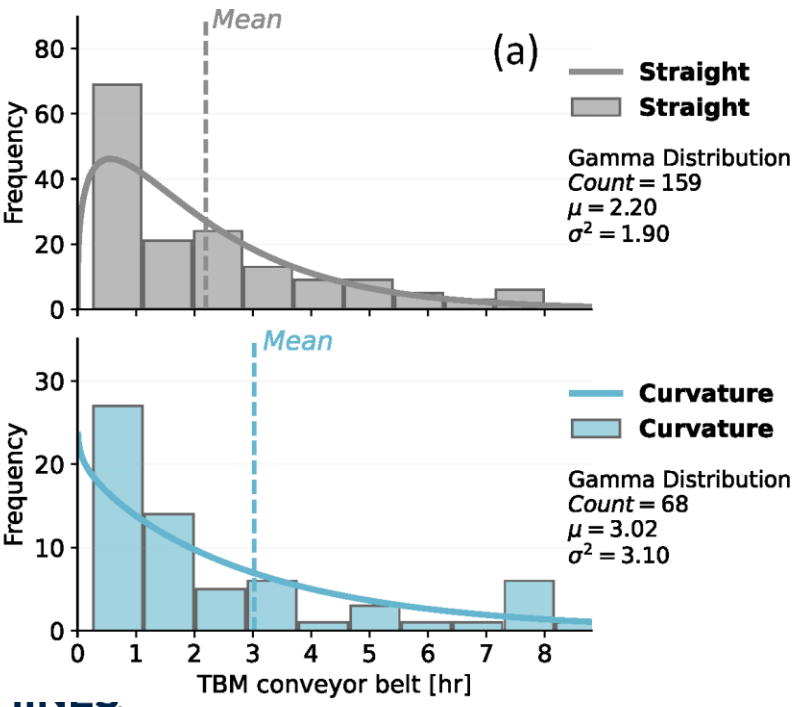 Mean
(a)
80
60
40
20
0
Frequency
Straight
Straight
Gamma Distribution
Count = 159
μ = 2.20
σ² = 1.90
Mean
30
20
10
0
Frequency
Curvature
Curvature
Gamma Distribution
Count = 68
μ = 3.02
σ² = 3.10
0 1 2 3 4 5 6 7 8
TBM conveyor belt [hr]